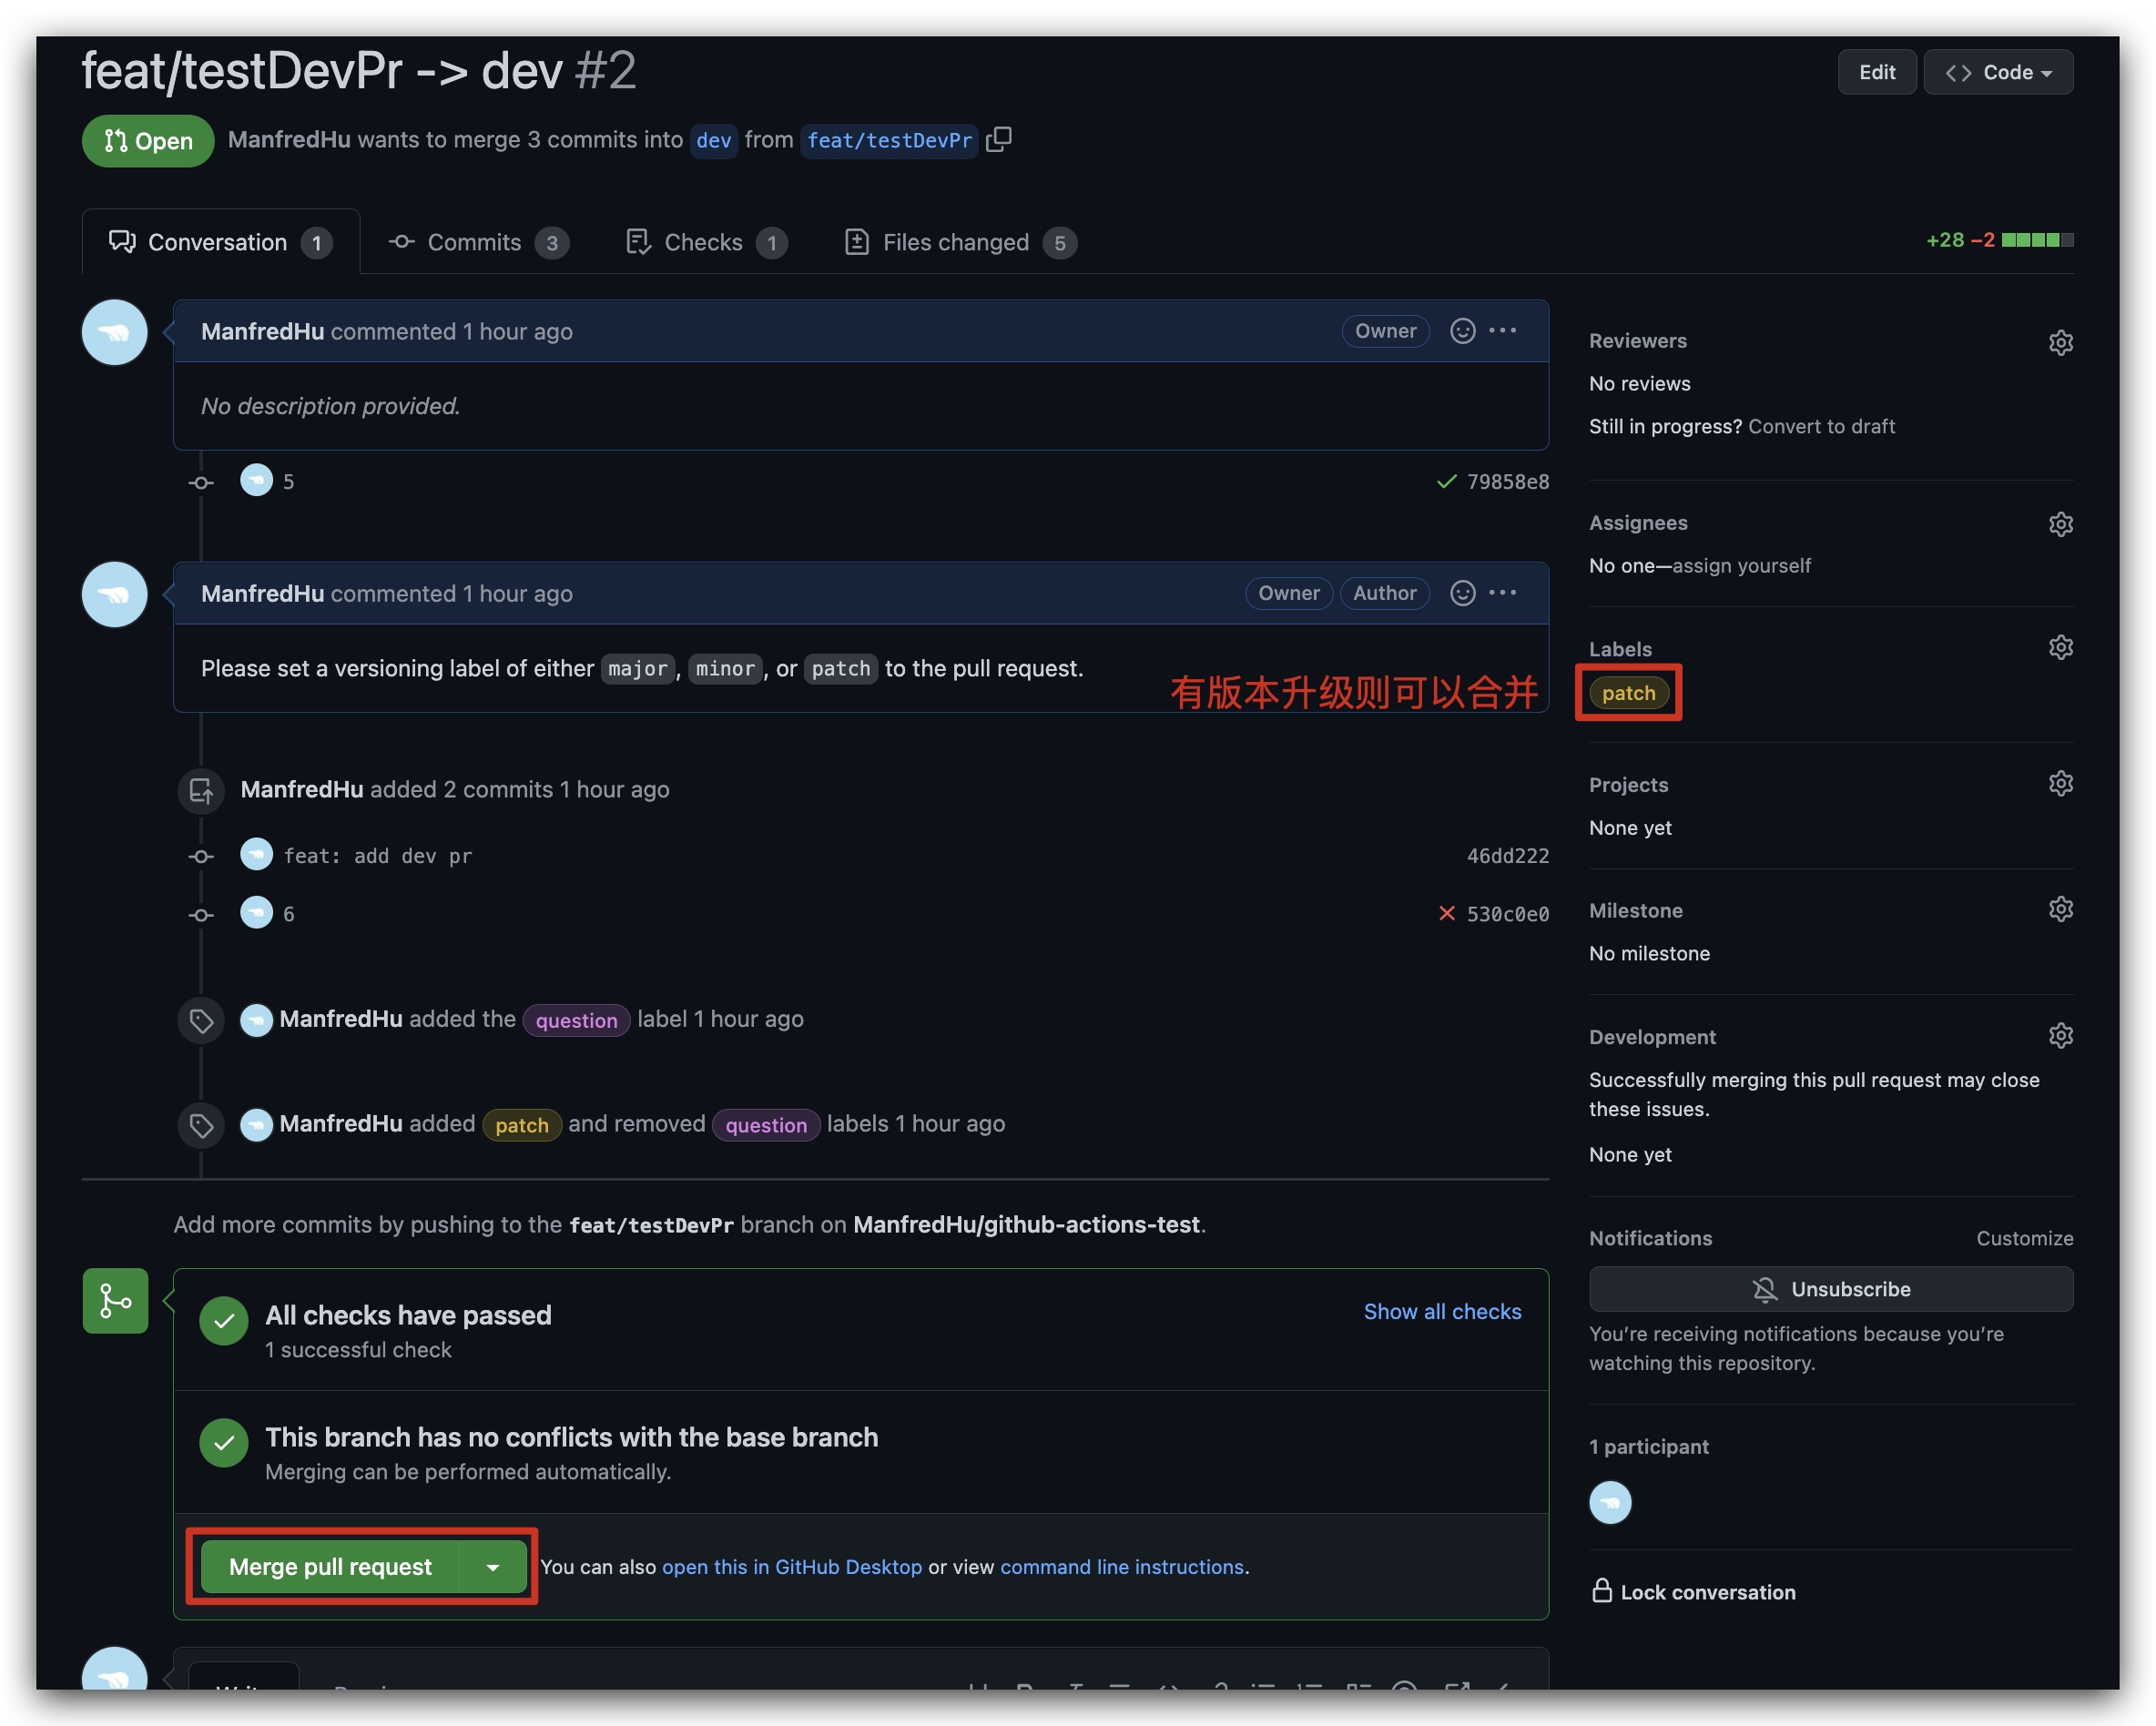 feat/testDevPr -> dev #2
Edit
Code
Open
ManfredHu wants to merge 3 commits into dev from feat/testDevPr
Conversation 1
Commits 3
Checks 1
Files changed 5
+28 −2
ManfredHu commented 1 hour ago
Owner
No description provided.
5
79858e8
ManfredHu commented 1 hour ago
Owner
Author
Please set a versioning label of either major, minor, or patch to the pull request.
有版本升级则可以合并
ManfredHu added 2 commits 1 hour ago
feat: add dev pr
46dd222
6
530c0e0
ManfredHu added the question label 1 hour ago
ManfredHu added patch and removed question labels 1 hour ago
Add more commits by pushing to the feat/testDevPr branch on ManfredHu/github-actions-test.
All checks have passed
Show all checks
1 successful check
This branch has no conflicts with the base branch
Merging can be performed automatically.
Merge pull request
You can also open this in GitHub Desktop or view command line instructions.
Reviewers
No reviews
Still in progress? Convert to draft
Assignees
No one—assign yourself
Labels
patch
Projects
None yet
Milestone
No milestone
Development
Successfully merging this pull request may close
these issues.
None yet
Notifications
Customize
Unsubscribe
You’re receiving notifications because you’re
watching this repository.
1 participant
Lock conversation